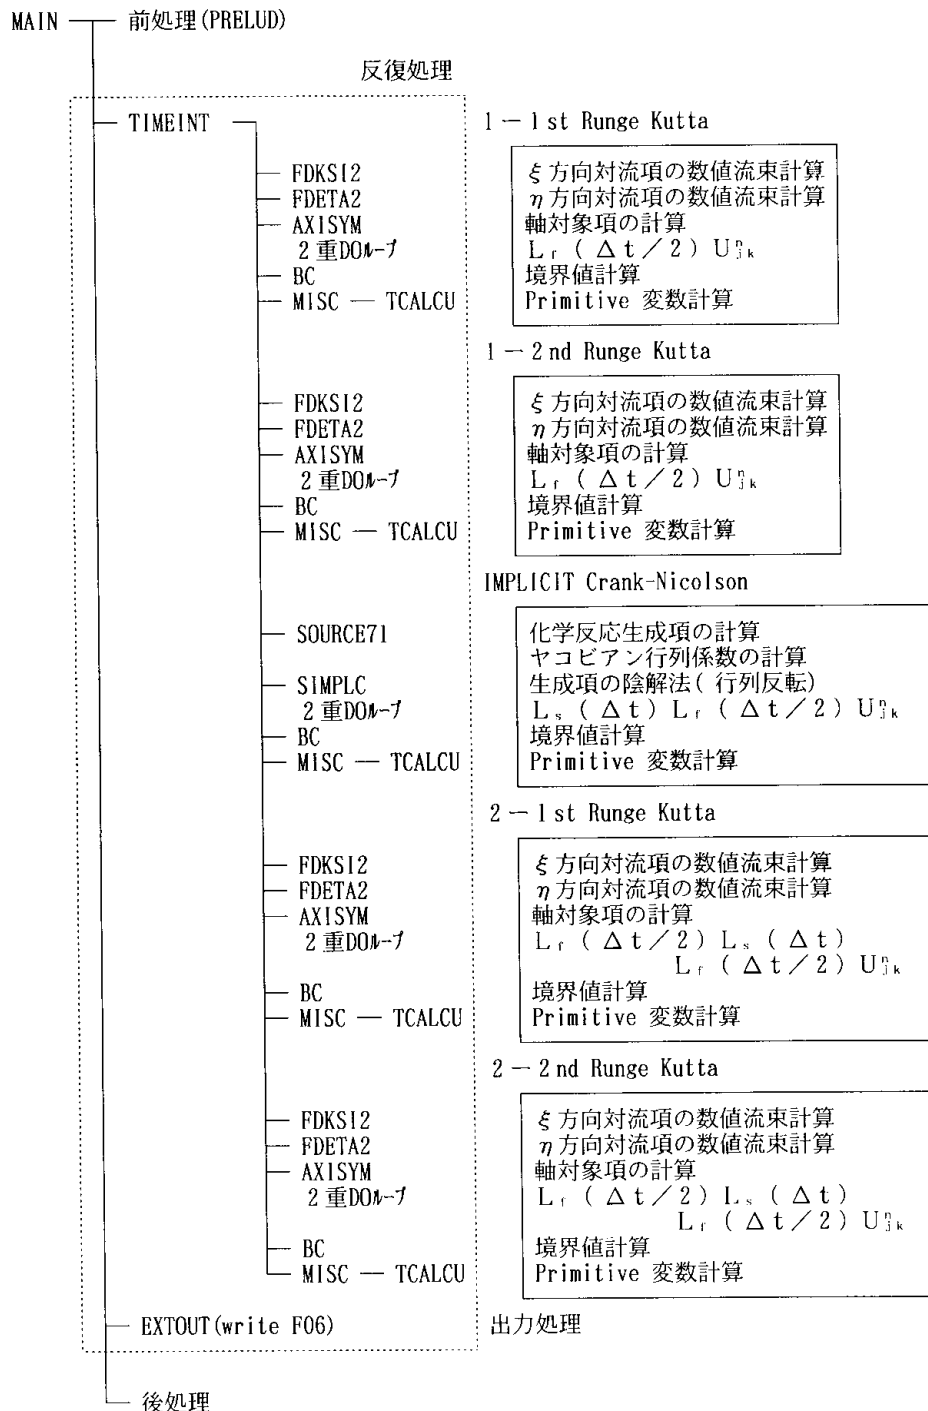 MAIN 前処理(PRELUD)
反復処理
TIMEINT 1－1st Runge Kutta
FDKSI2 ξ方向対流項の数値流束計算
FDETA2 η方向対流項の数値流束計算
AXISYM 軸対象項の計算
2重DOループ Lf（Δt／2）Uⁿjk
BC 境界値計算
MISC — TCALCU Primitive 変数計算
1－2nd Runge Kutta
FDKSI2 ξ方向対流項の数値流束計算
FDETA2 η方向対流項の数値流束計算
AXISYM 軸対象項の計算
2重DOループ Lf（Δt／2）Uⁿjk
BC 境界値計算
MISC — TCALCU Primitive 変数計算
IMPLICIT Crank-Nicolson
SOURCE71 化学反応生成項の計算
ヤコビアン行列係数の計算
SIMPLC 生成項の陰解法(行列反転)
2重DOループ Ls（Δt）Lf（Δt／2）Uⁿjk
BC 境界値計算
MISC — TCALCU Primitive 変数計算
2－1st Runge Kutta
FDKSI2 ξ方向対流項の数値流束計算
FDETA2 η方向対流項の数値流束計算
AXISYM 軸対象項の計算
2重DOループ Lf（Δt／2）Ls（Δt）
Lf（Δt／2）Uⁿjk
BC 境界値計算
MISC — TCALCU Primitive 変数計算
2－2nd Runge Kutta
FDKSI2 ξ方向対流項の数値流束計算
FDETA2 η方向対流項の数値流束計算
AXISYM 軸対象項の計算
2重DOループ Lf（Δt／2）Ls（Δt）
Lf（Δt／2）Uⁿjk
BC 境界値計算
MISC — TCALCU Primitive 変数計算
EXTOUT(write F06) 出力処理
後処理